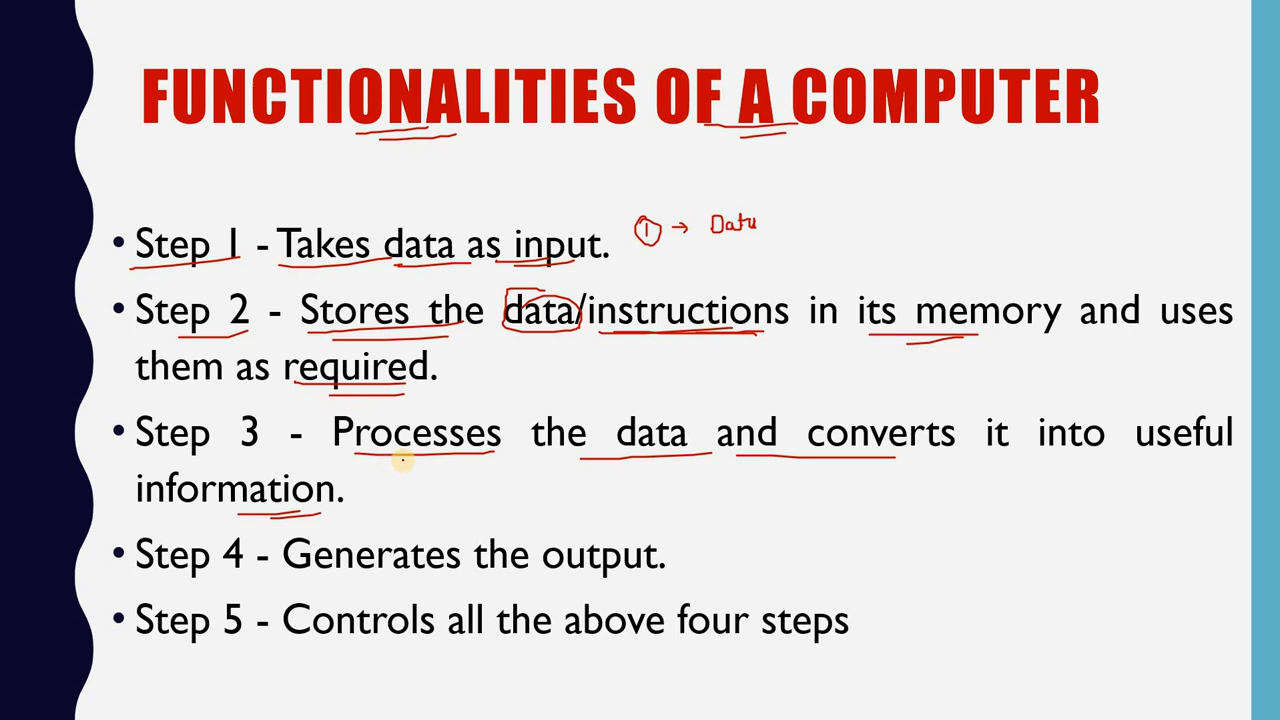 FUNCTIONALITIES OF A COMPUTER
• Step 1 - Takes data as input. ① → Data
• Step 2 - Stores the data/instructions in its memory and uses
them as required.
• Step 3 - Processes the data and converts it into useful
information.
• Step 4 - Generates the output.
• Step 5 - Controls all the above four steps